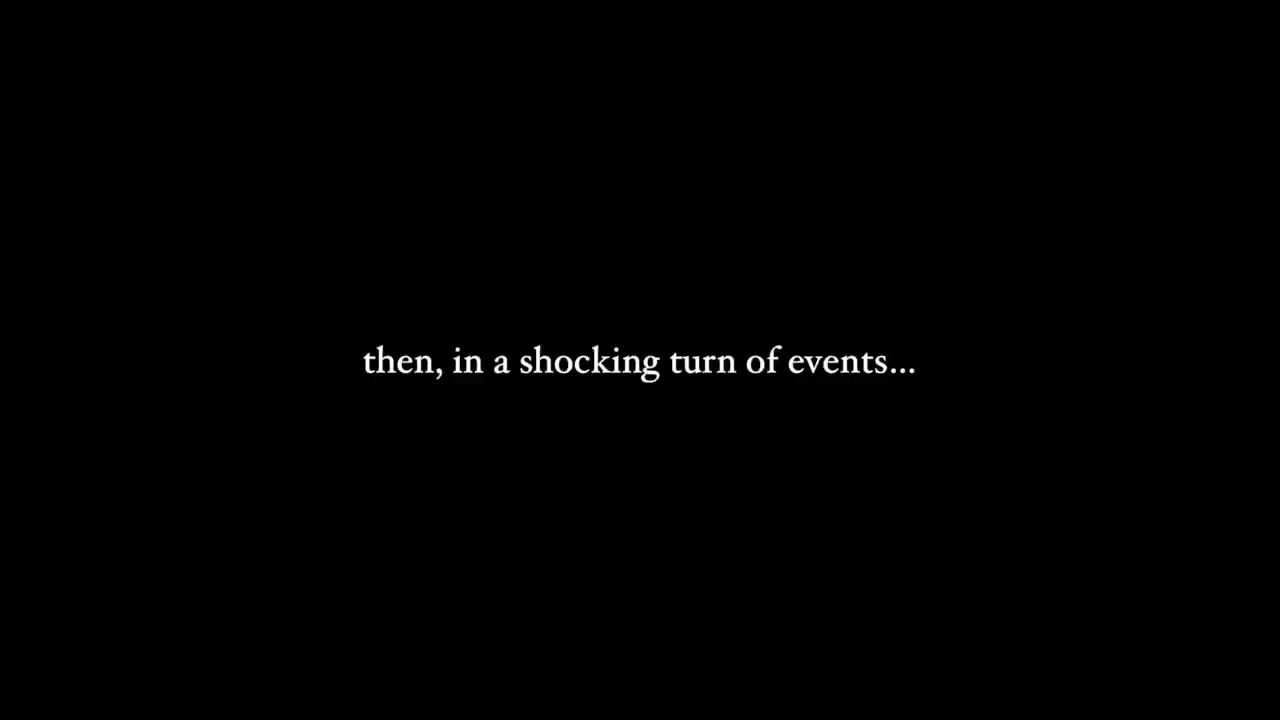 then, in a shocking turn of events...